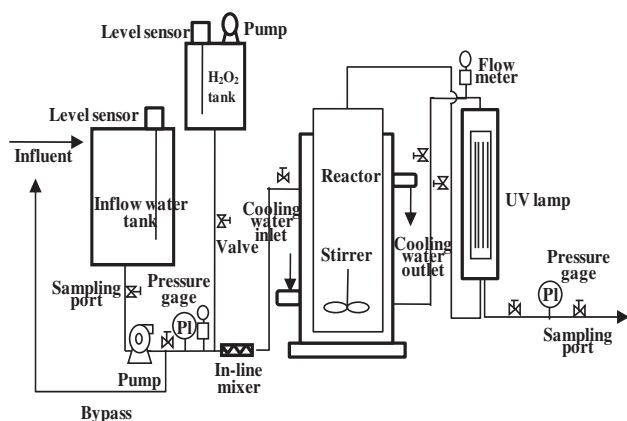 Level sensor
Pump
H₂O₂
tank
Flow
meter
Level sensor
Influent
Inflow water
tank
Reactor
UV lamp
Cooling
water
inlet
Valve
Stirrer
Cooling
water
outlet
Sampling
port
Pressure
gage
PI
Pump
In-line
mixer
Bypass
Pressure
gage
PI
Sampling
port